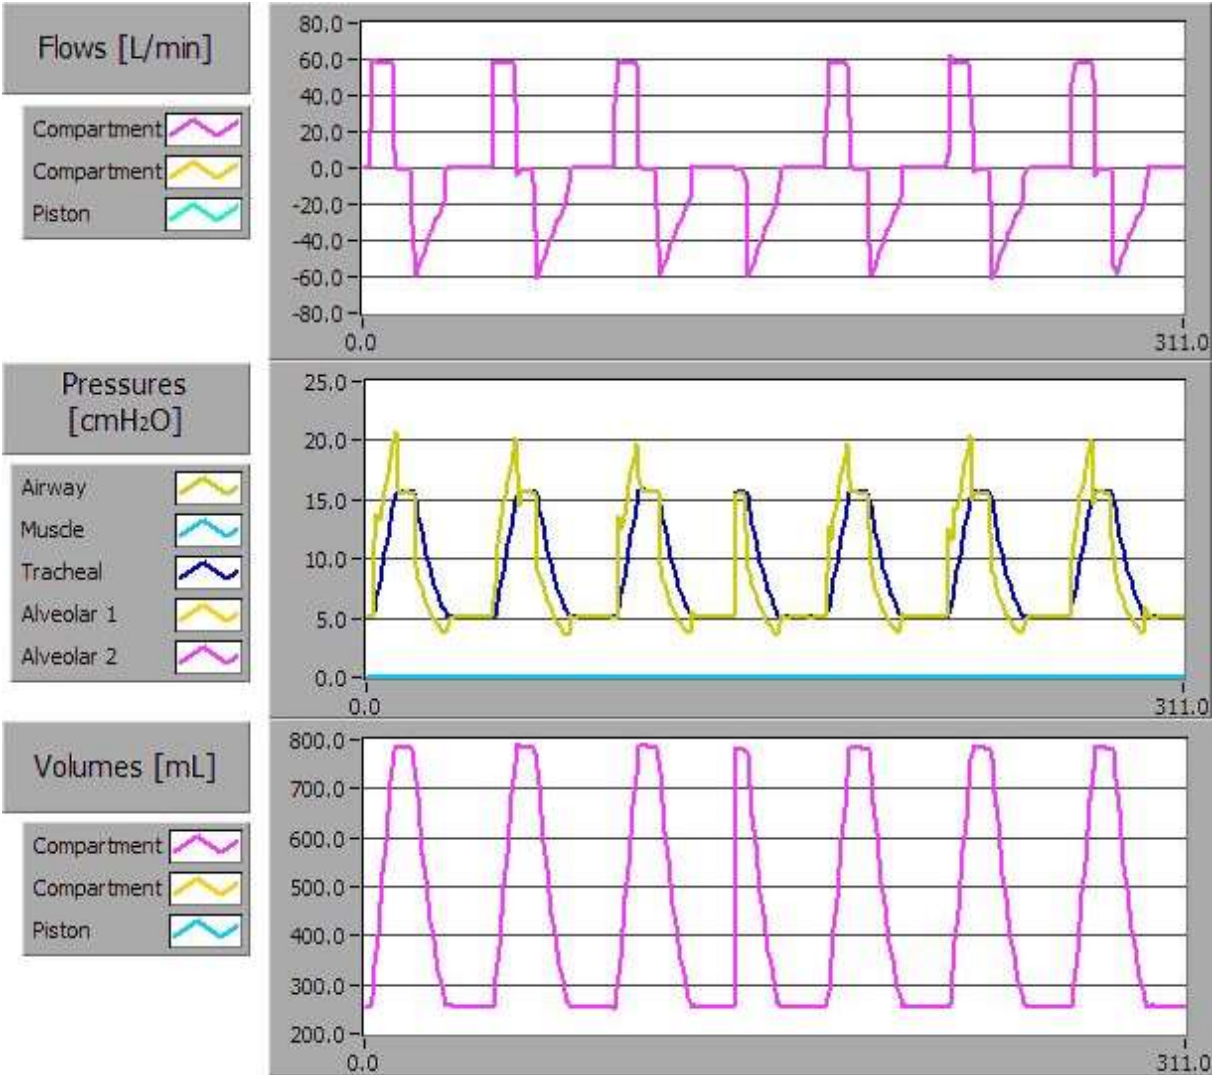 Flows [L/min]
Compartment
Compartment
Piston
80.0
60.0
40.0
20.0
0.0
-20.0
-40.0
-60.0
-80.0
0.0 311.0
Pressures
[cmH2O]
Airway
Muscle
Tracheal
Alveolar 1
Alveolar 2
25.0
20.0
15.0
10.0
5.0
0.0
0.0 311.0
Volumes [mL]
Compartment
Compartment
Piston
800.0
700.0
600.0
500.0
400.0
300.0
200.0
0.0 311.0